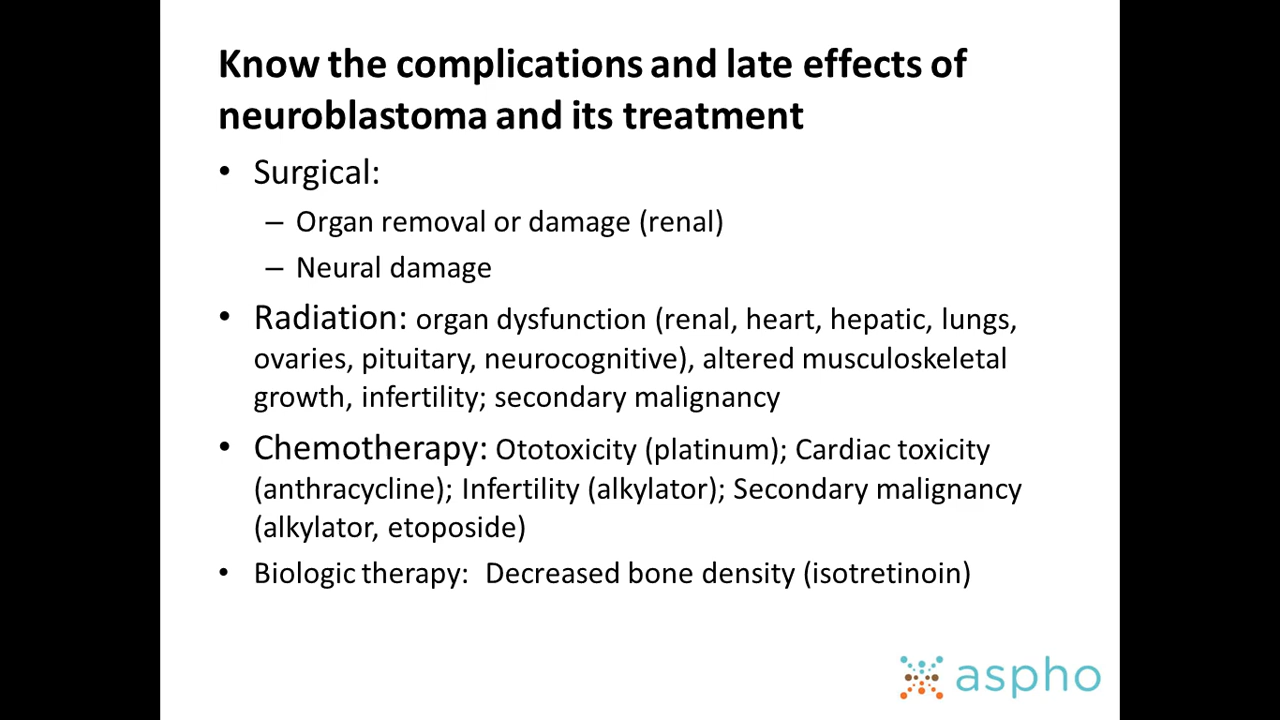 Know the complications and late effects of
neuroblastoma and its treatment
• Surgical:
– Organ removal or damage (renal)
– Neural damage
• Radiation: organ dysfunction (renal, heart, hepatic, lungs,
ovaries, pituitary, neurocognitive), altered musculoskeletal
growth, infertility; secondary malignancy
• Chemotherapy: Ototoxicity (platinum); Cardiac toxicity
(anthracycline); Infertility (alkylator); Secondary malignancy
(alkylator, etoposide)
• Biologic therapy: Decreased bone density (isotretinoin)
aspho